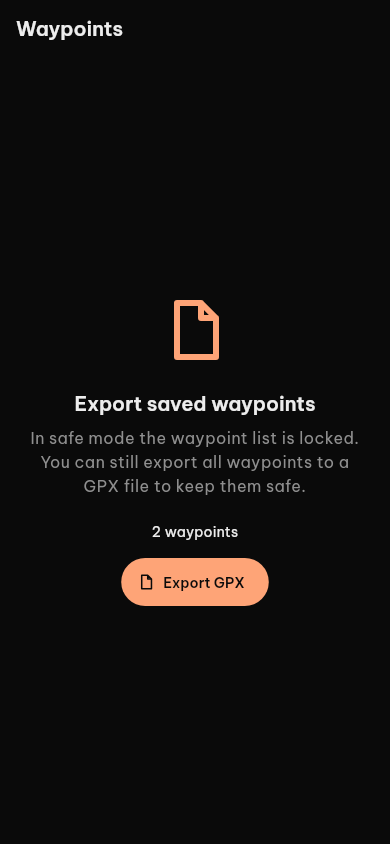 Waypoints
Export saved waypoints
In safe mode the waypoint list is locked.
You can still export all waypoints to a
GPX file to keep them safe.
2 waypoints
Export GPX